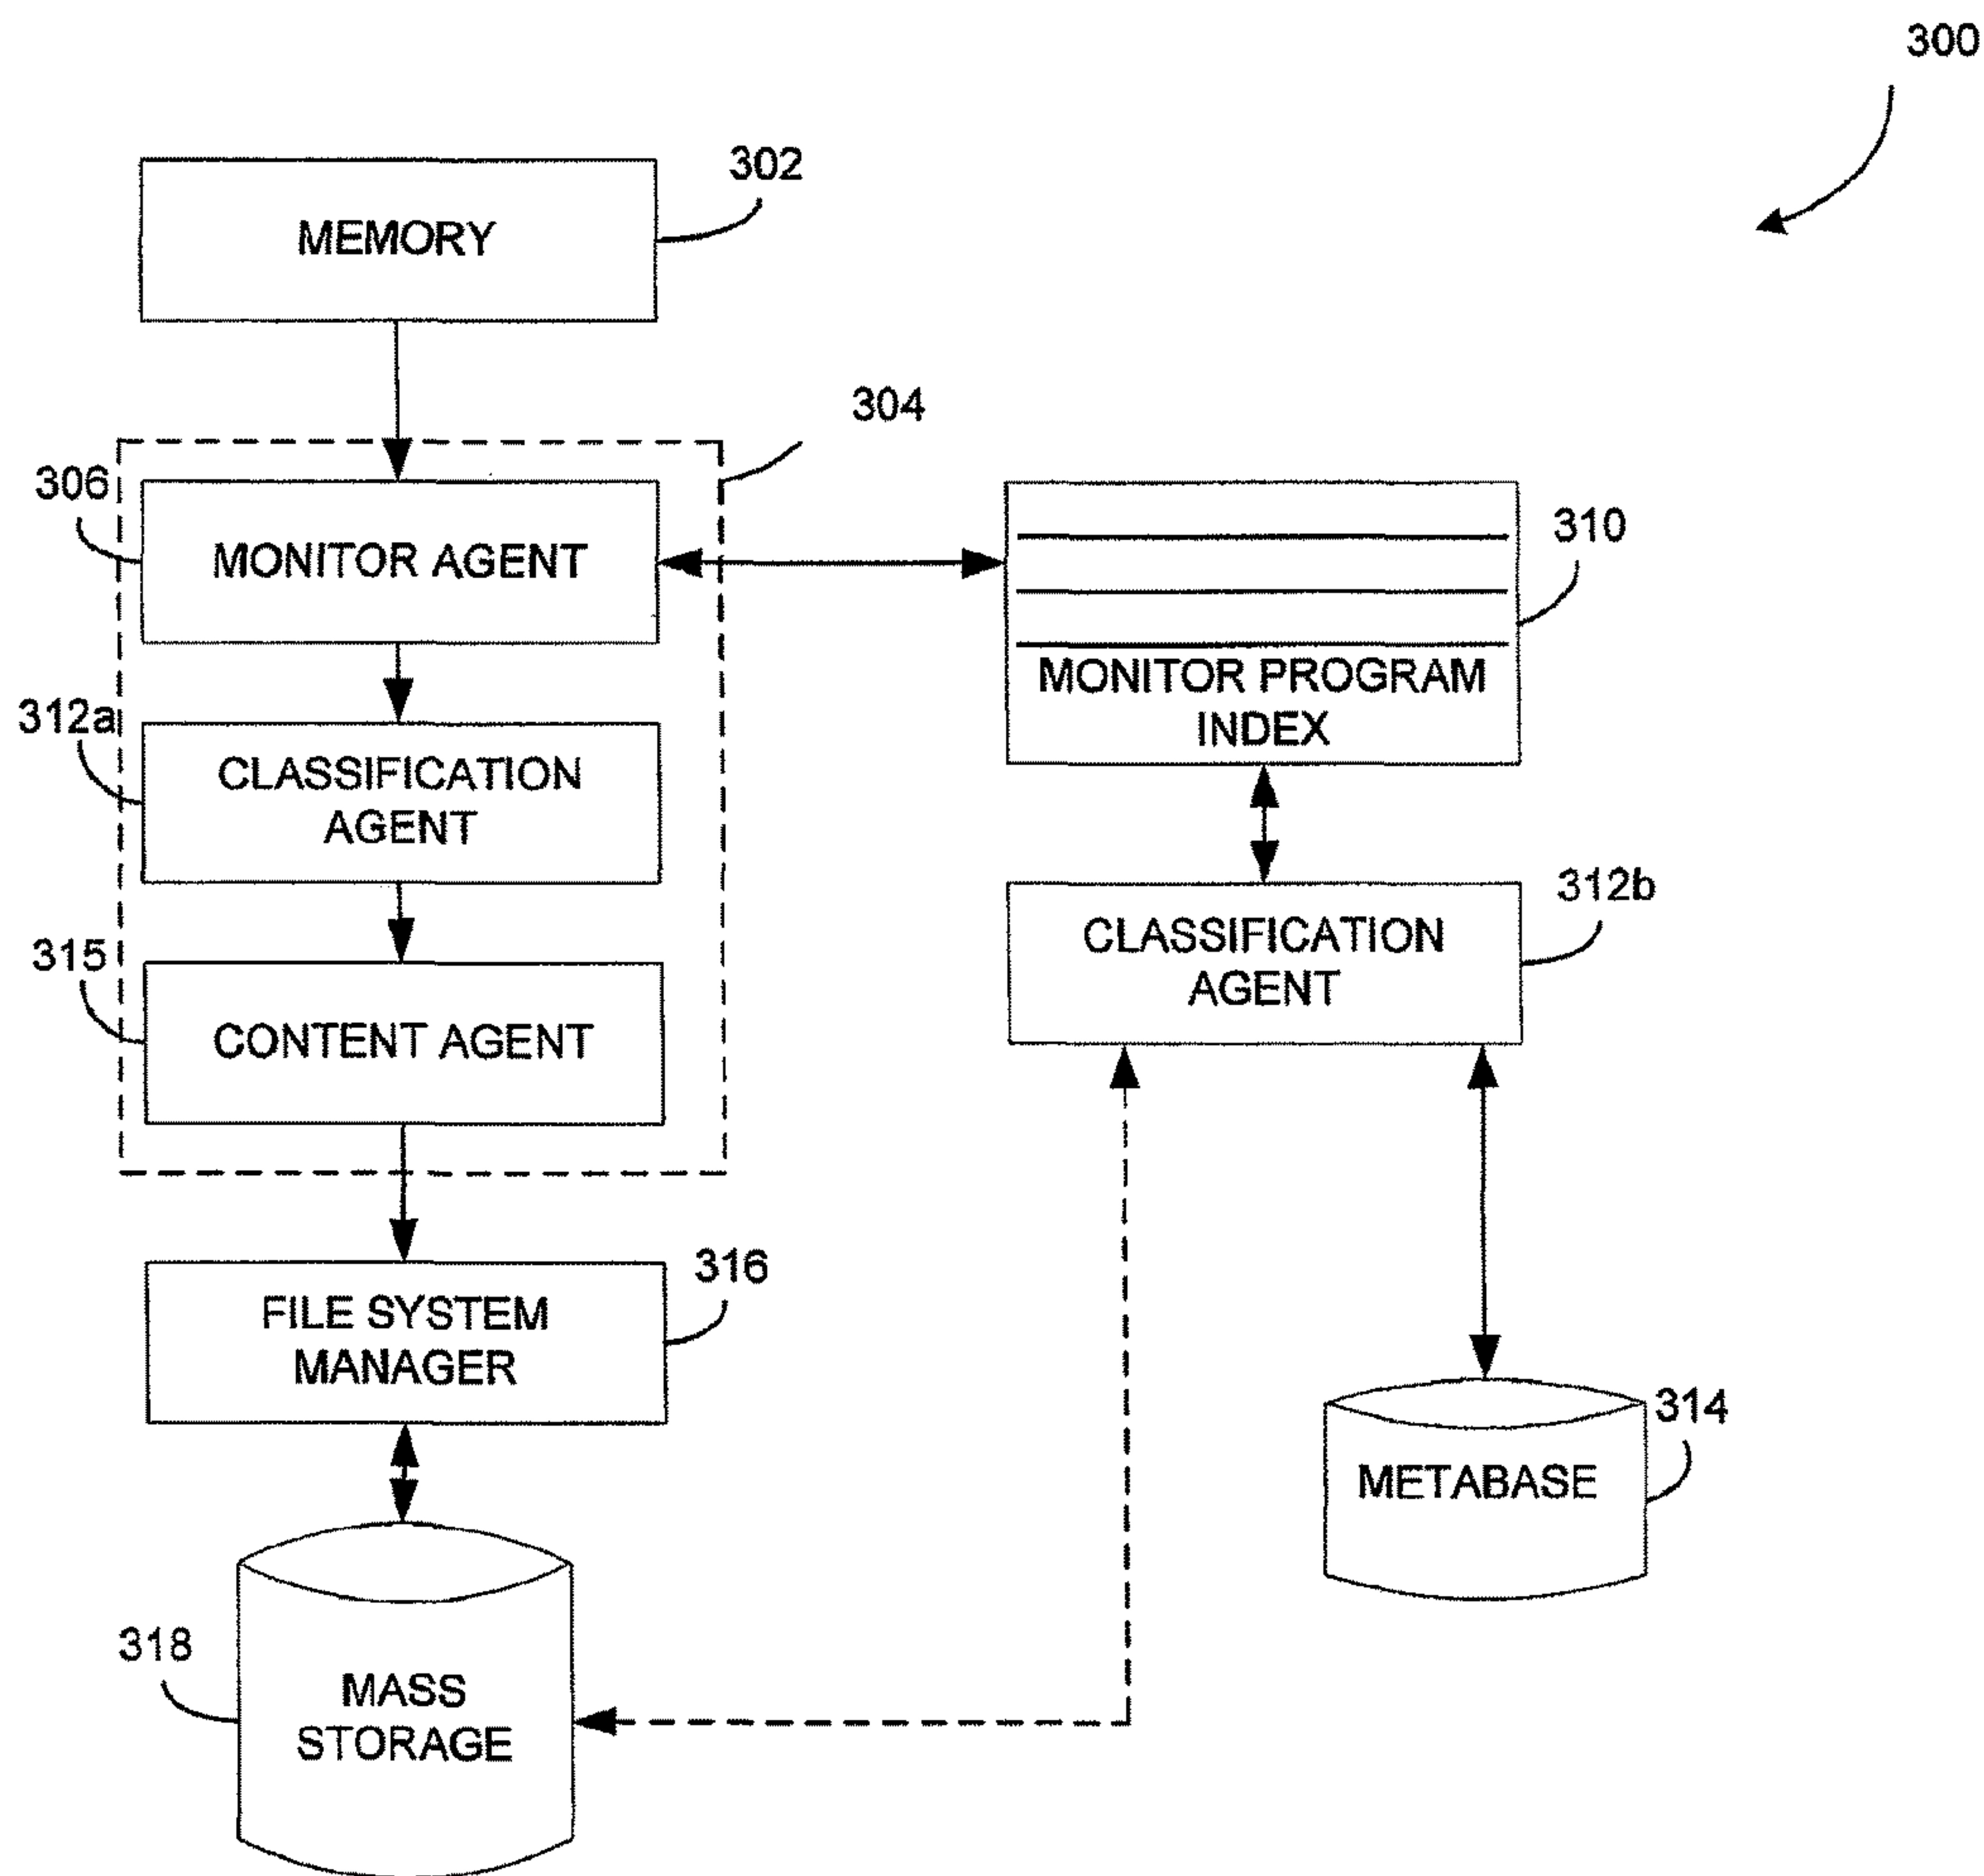 300
302
MEMORY
304
306
MONITOR AGENT
310
MONITOR PROGRAM
INDEX
312a
CLASSIFICATION
AGENT
312b
CLASSIFICATION
AGENT
315
CONTENT AGENT
316
FILE SYSTEM
MANAGER
314
METABASE
318
MASS
STORAGE